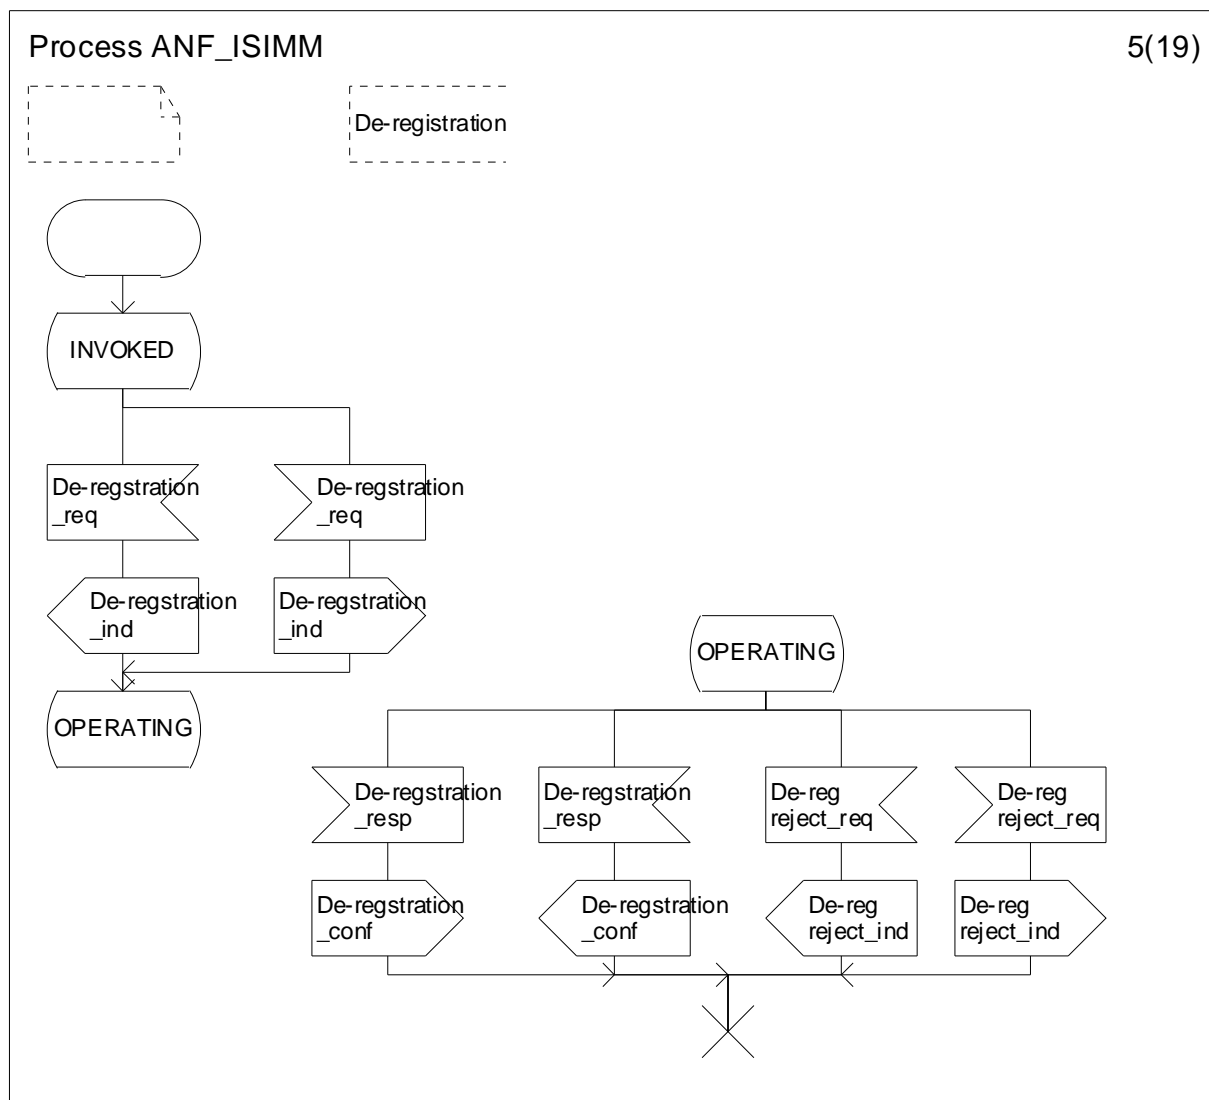 Process ANF_ISIMM
5(19)
De-registration
INVOKED
De-regstration
_req
De-regstration
_req
De-regstration
_ind
De-regstration
_ind
OPERATING
OPERATING
De-regstration
_resp
De-regstration
_resp
De-reg
reject_req
De-reg
reject_req
De-regstration
_conf
De-regstration
_conf
De-reg
reject_ind
De-reg
reject_ind